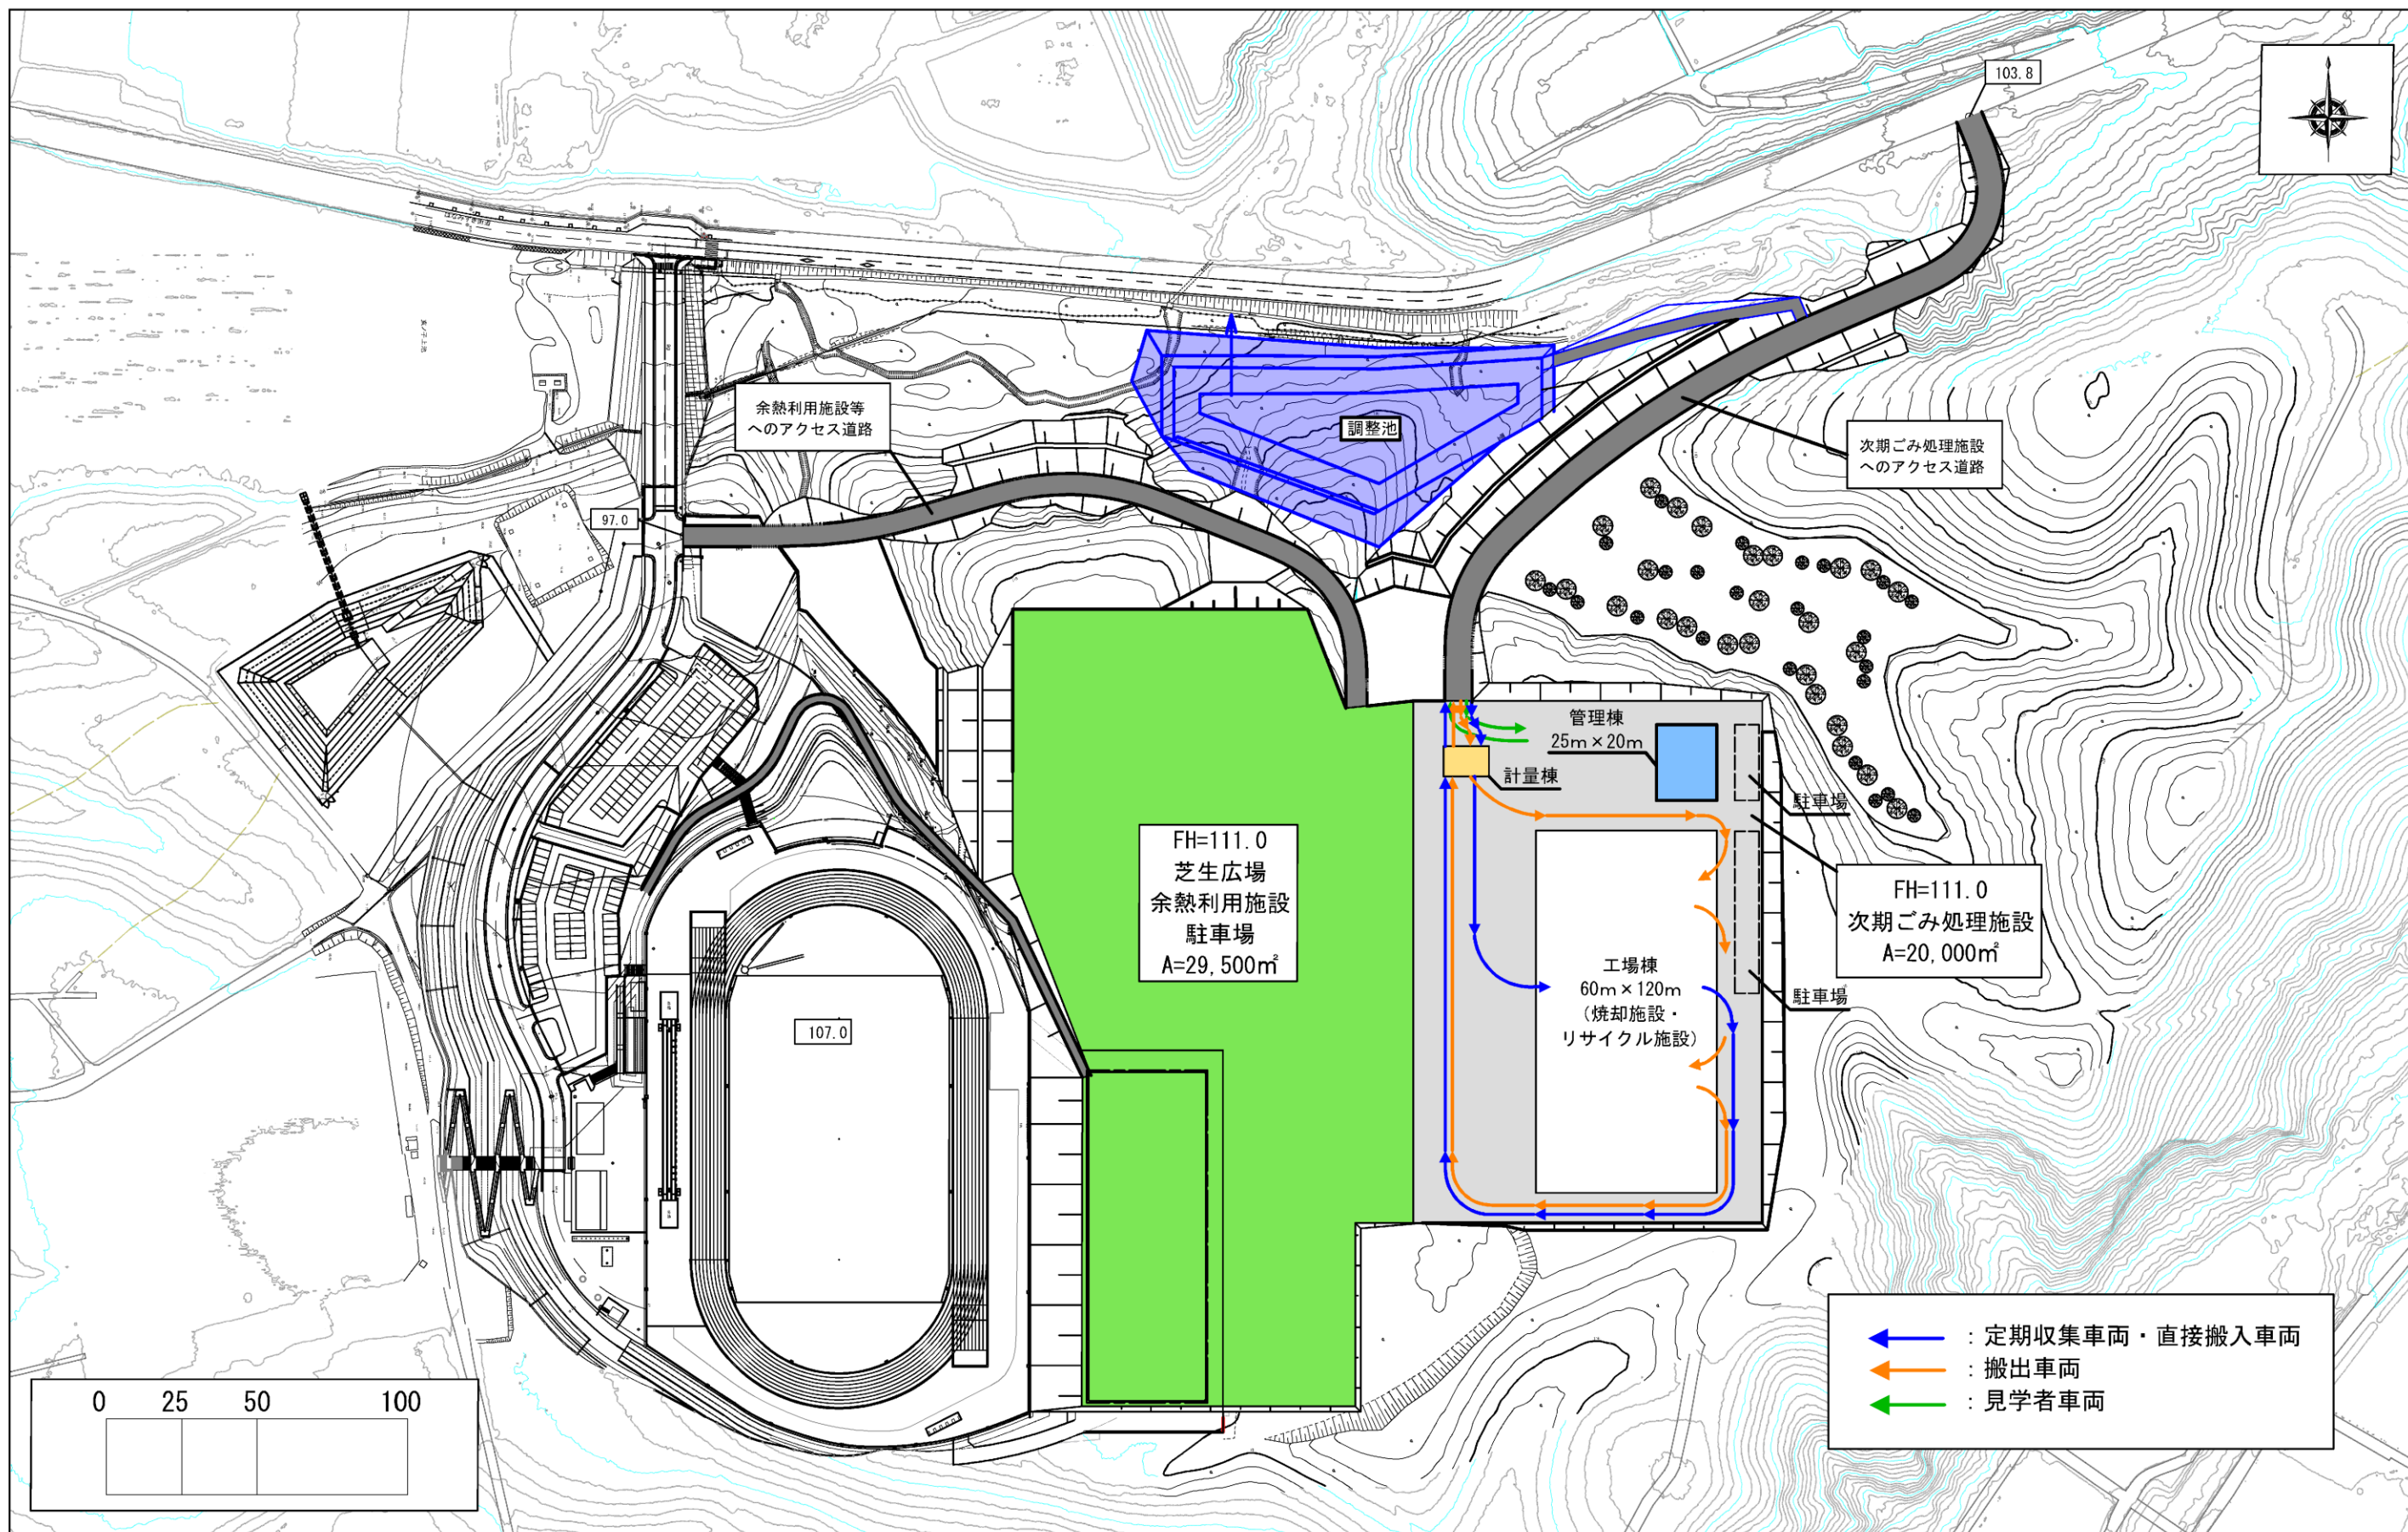 103.8
余熱利用施設等
へのアクセス道路
調整池
次期ごみ処理施設
へのアクセス道路
97.0
管理棟
25m×20m
計量棟
駐車場
FH=111.0
芝生広場
余熱利用施設
駐車場
A=29,500㎡
FH=111.0
次期ごみ処理施設
A=20,000㎡
工場棟
60m×120m
(焼却施設・
リサイクル施設)
駐車場
107.0
:定期収集車両・直接搬入車両
:搬出車両
:見学者車両
0 25 50 100